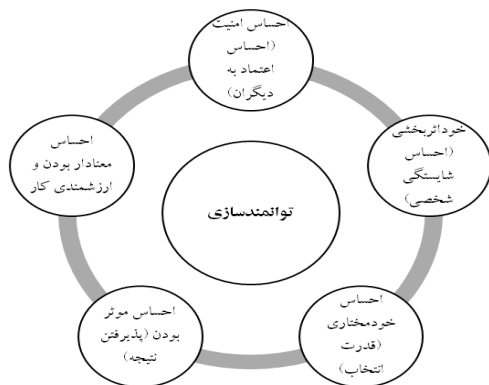 احساس امنیت
(احساس
اعتماد به
دیگران)
خوداثربخشی
(احساس
شایستگی
شخصی)
احساس
خودمختاری
(قدرت
انتخاب)
احساس موثر
بودن (پذیرفتن
نتیجه)
احساس
معنادار بودن و
ارزشمندی کار
توانمندسازی